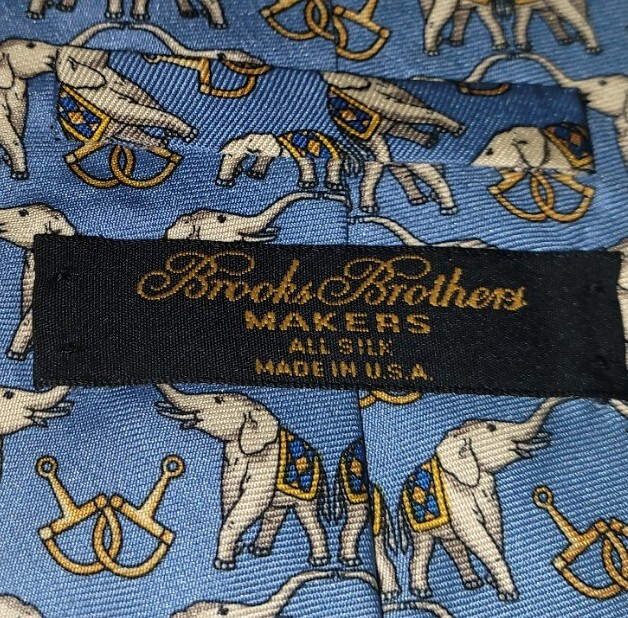 Brooks Brothers
MAKERS
ALL SILK
MADE IN U.S.A.